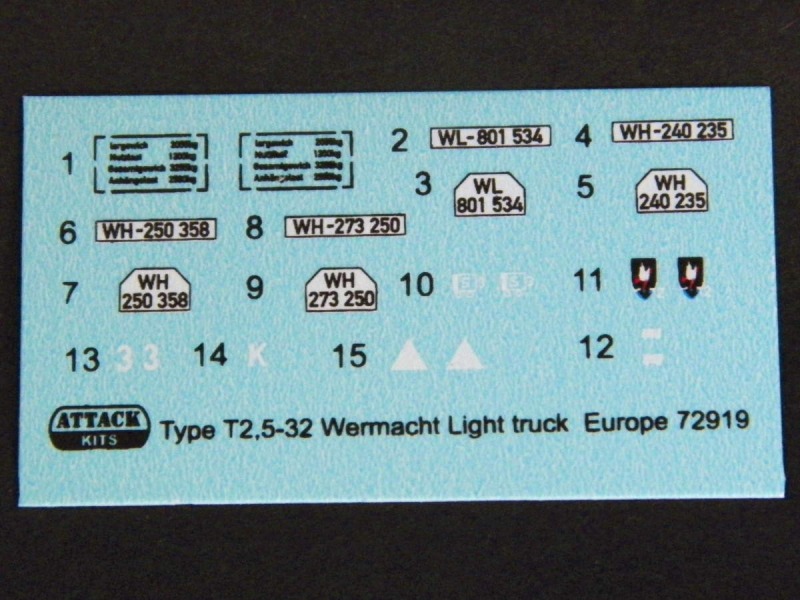 1
2 WL-801 534 4 WH-240 235
3 WL 801 534 5 WH 240 235
6 WH-250 358 8 WH-273 250
7 WH 250 358 9 WH 273 250 10 11
13 3 3 14 K 15 12
ATTACK KITS Type T2,5-32 Wermacht Light truck Europe 72919